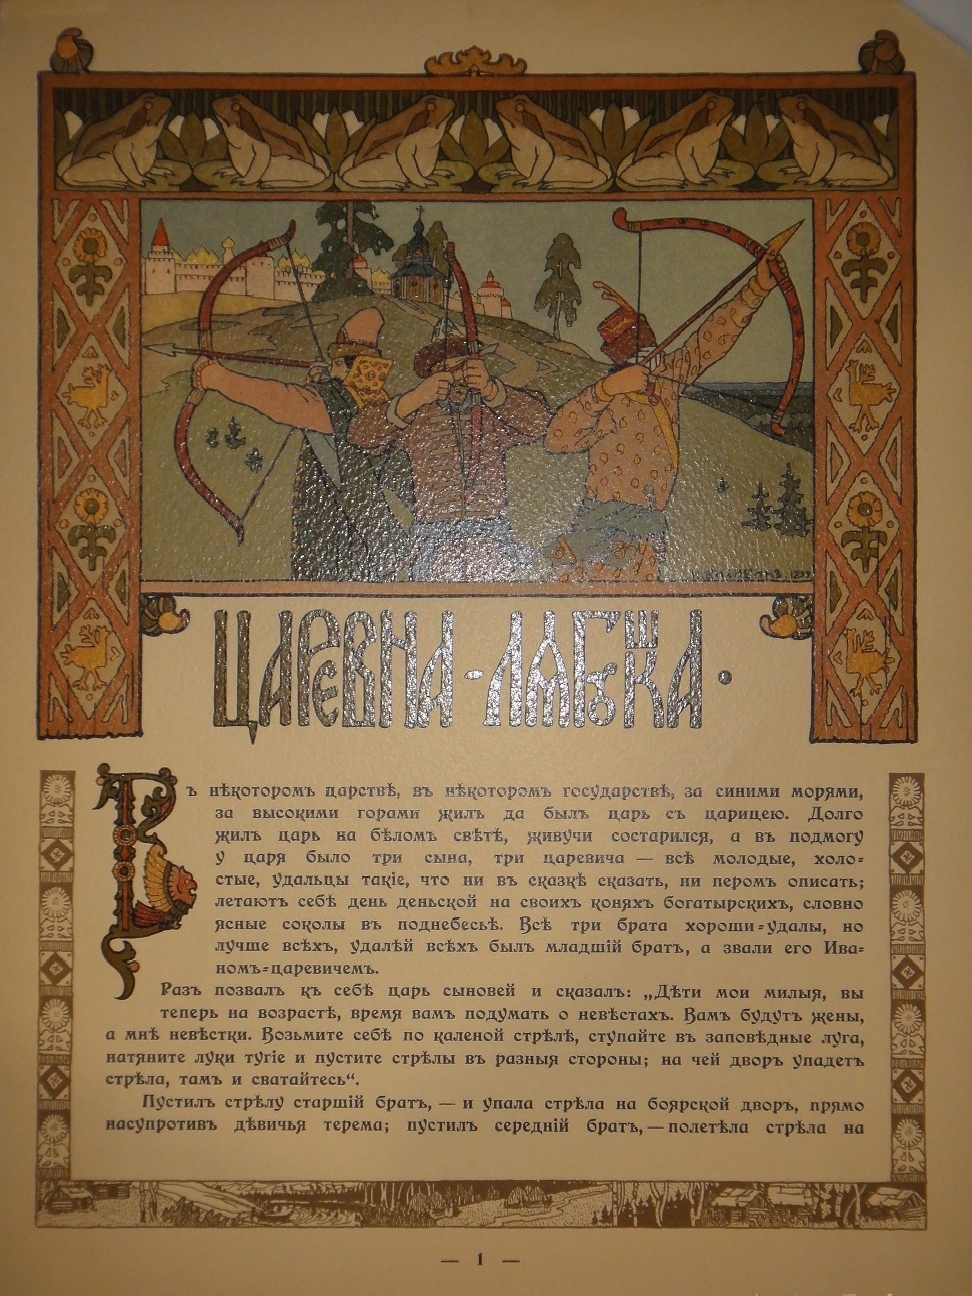 ЦАРЕВНА-ЛЯГУШКА.
Въ нѣкоторомъ царствѣ, въ нѣкоторомъ государствѣ, за синими морями,
за высокими горами жилъ да былъ царь съ царицею. Долго
жилъ царь на бѣломъ свѣтѣ, живучи состарился, а въ подмогу
у царя было три сына, три царевича — всѣ молодые, холо-
стые, удальцы такіе, что ни въ сказкѣ сказать, ни перомъ описать;
летаютъ себѣ день деньской на своихъ коняхъ богатырскихъ, словно
ясные соколы въ поднебесьѣ. Всѣ три брата хороши-удалы, но
лучше всѣхъ, удалѣй всѣхъ былъ младшій братъ, а звали его Ива-
номъ-царевичемъ.
Разъ позвалъ къ себѣ царь сыновей и сказалъ: „Дѣти мои милыя, вы
теперь на возрастѣ, время вамъ подумать о невѣстахъ. Вамъ будутъ жены,
а мнѣ невѣстки. Возьмите себѣ по каленой стрѣлѣ, ступайте въ заповѣдные луга,
натяните луки тугіе и пустите стрѣлы въ разныя стороны; на чей дворъ упадетъ
стрѣла, тамъ и сватайтесь“.
Пустилъ стрѣлу старшій братъ, — и упала стрѣла на боярской дворъ, прямо
насупротивъ дѣвичья терема; пустилъ середній братъ, — полетѣла стрѣла на
— 1 —